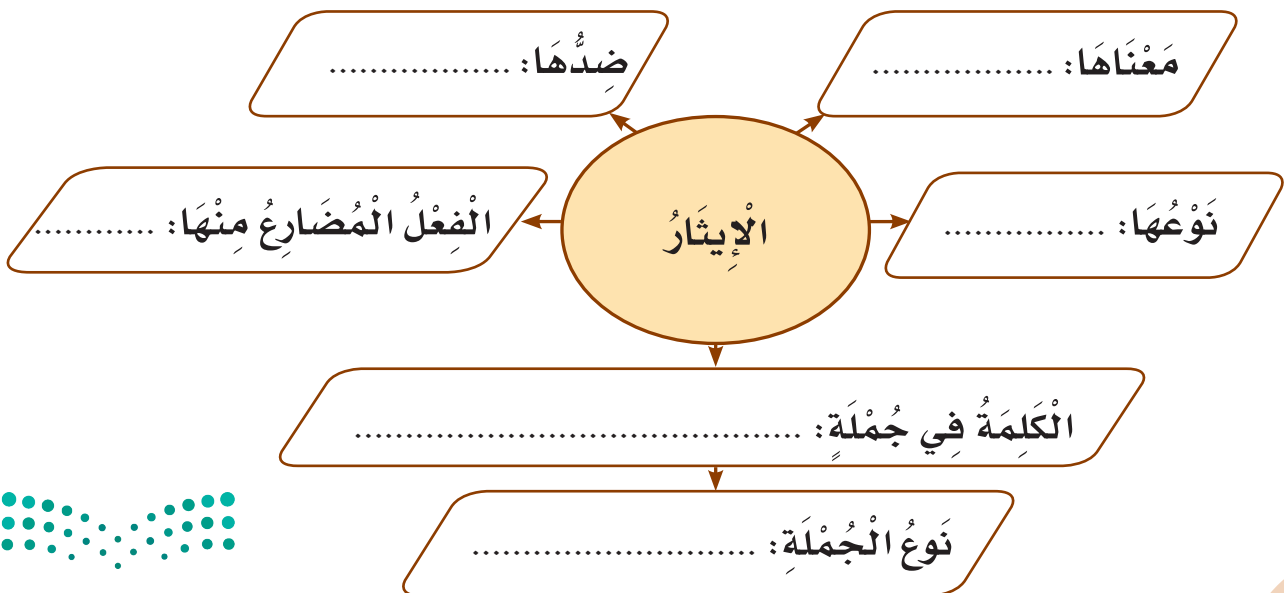 مَعْنَاهَا: ..................
ضِدُّهَا: ..................
نَوْعُهَا: ................
الْإِيثَارُ
الْفِعْلُ الْمُضَارِعُ مِنْهَا: ............
الْكَلِمَةُ فِي جُمْلَةٍ: ............................................
نَوعُ الْجُمْلَةِ: ............................